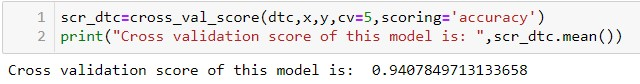 1 scr_dtc=cross_val_score(dtc,x,y,cv=5,scoring='accuracy')
2 print("Cross validation score of this model is: ",scr_dtc.mean())
Cross validation score of this model is:  0.9407849713133658